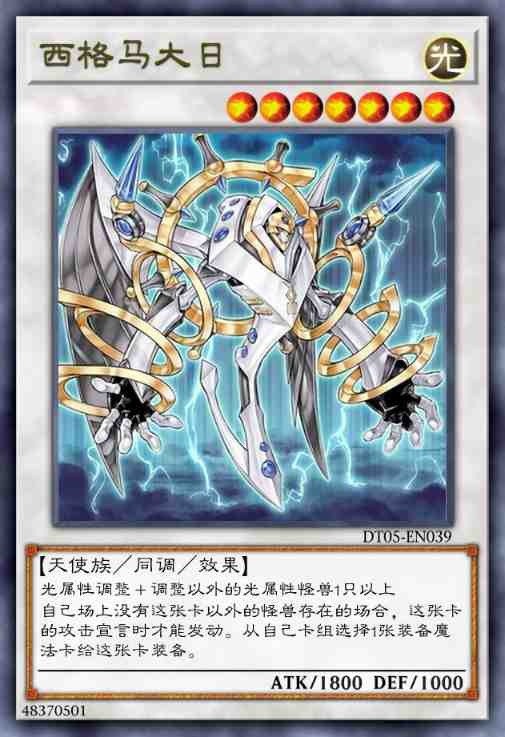 西格马大日
光
DT05-EN039
【天使族／同调／效果】
光属性调整＋调整以外的光属性怪兽1只以上
自己场上没有这张卡以外的怪兽存在的场合，这张卡
的攻击宣言时才能发动。从自己卡组选择1张装备魔
法卡给这张卡装备。
ATK/1800 DEF/1000
48370501